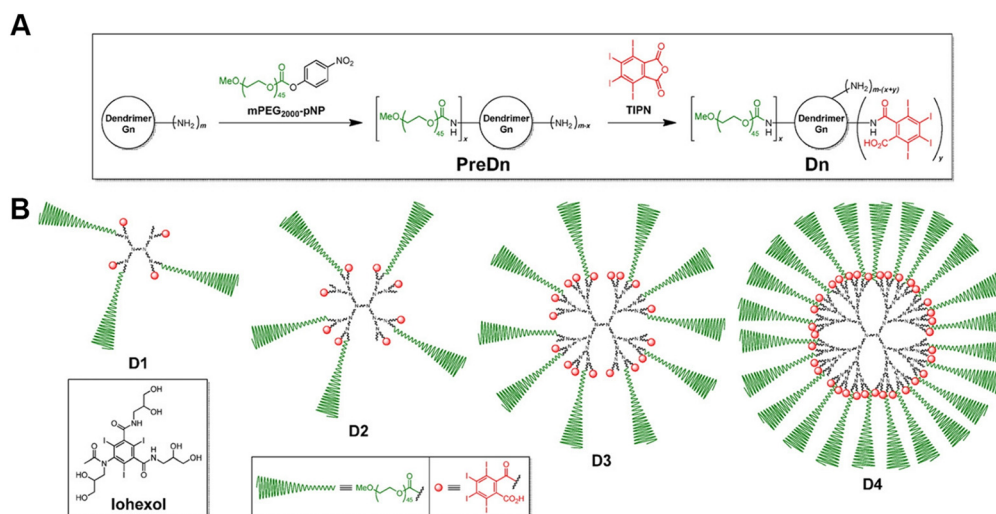 A
Dendrimer
Gn
(NH₂)m
MeO
O
45
O
O
NO₂
mPEG₂₀₀₀-pNP
MeO
O
45
O
N
H
x
Dendrimer
Gn
(NH₂)m-x
PreDn
I
I
I
I
O
O
O
TIPN
MeO
O
45
O
N
H
x
Dendrimer
Gn
(NH₂)m-(x+y)
N
H
O
HO₂C
I
I
I
I
y
Dn
B
D1
D2
D3
D4
OH
OH
HN
O
I
I
O
N
O
H
N
OH
OH
I
HO
HO
Iohexol
MeO
O
45
O
I
I
I
I
O
CO₂H